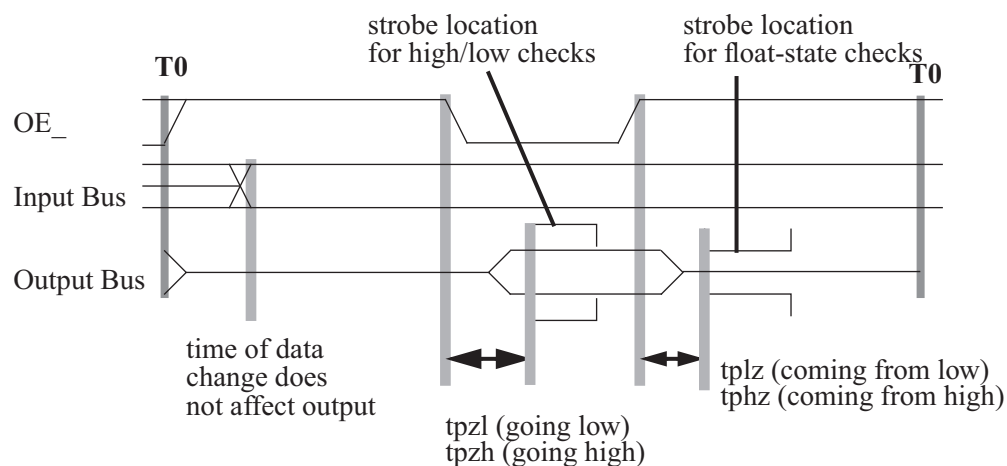 strobe location
for high/low checks
strobe location
for float-state checks
T0
T0
OE_
Input Bus
Output Bus
time of data
change does
not affect output
tpzl (going low)
tpzh (going high)
tplz (coming from low)
tphz (coming from high)